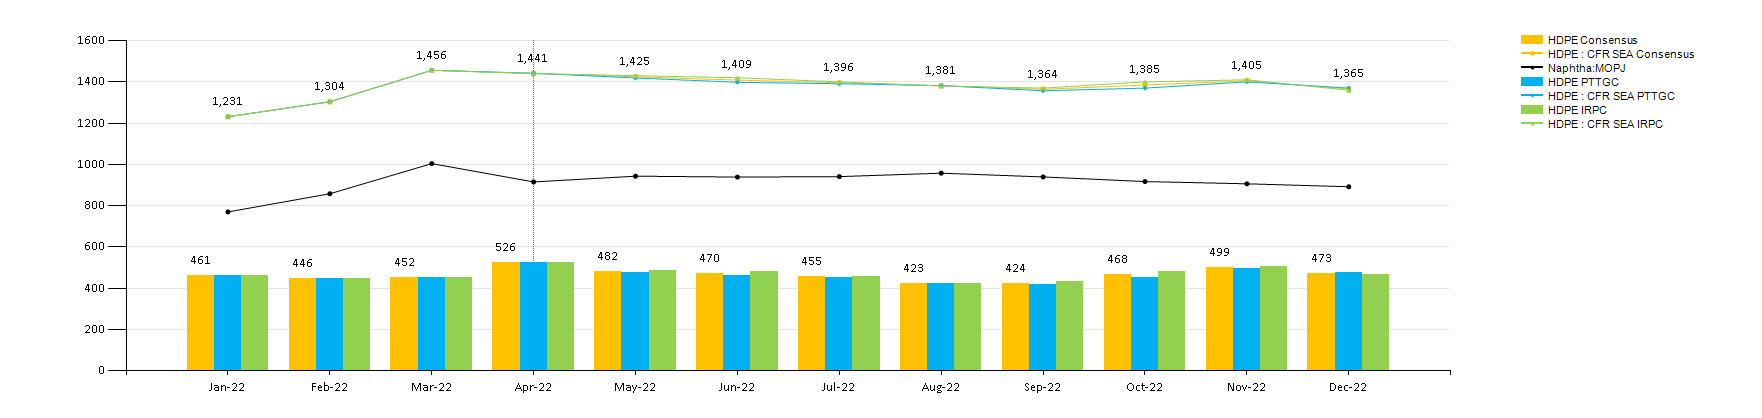 1600
1400
1200
1000
800
600
400
200
0
1,231
1,304
1,456
1,441
1,425
1,409
1,396
1,381
1,364
1,385
1,405
1,365
461
446
452
526
482
470
455
423
424
468
499
473
Jan-22
Feb-22
Mar-22
Apr-22
May-22
Jun-22
Jul-22
Aug-22
Sep-22
Oct-22
Nov-22
Dec-22
HDPE Consensus
HDPE : CFR SEA Consensus
Naphtha:MOPJ
HDPE PTTGC
HDPE : CFR SEA PTTGC
HDPE IRPC
HDPE : CFR SEA IRPC